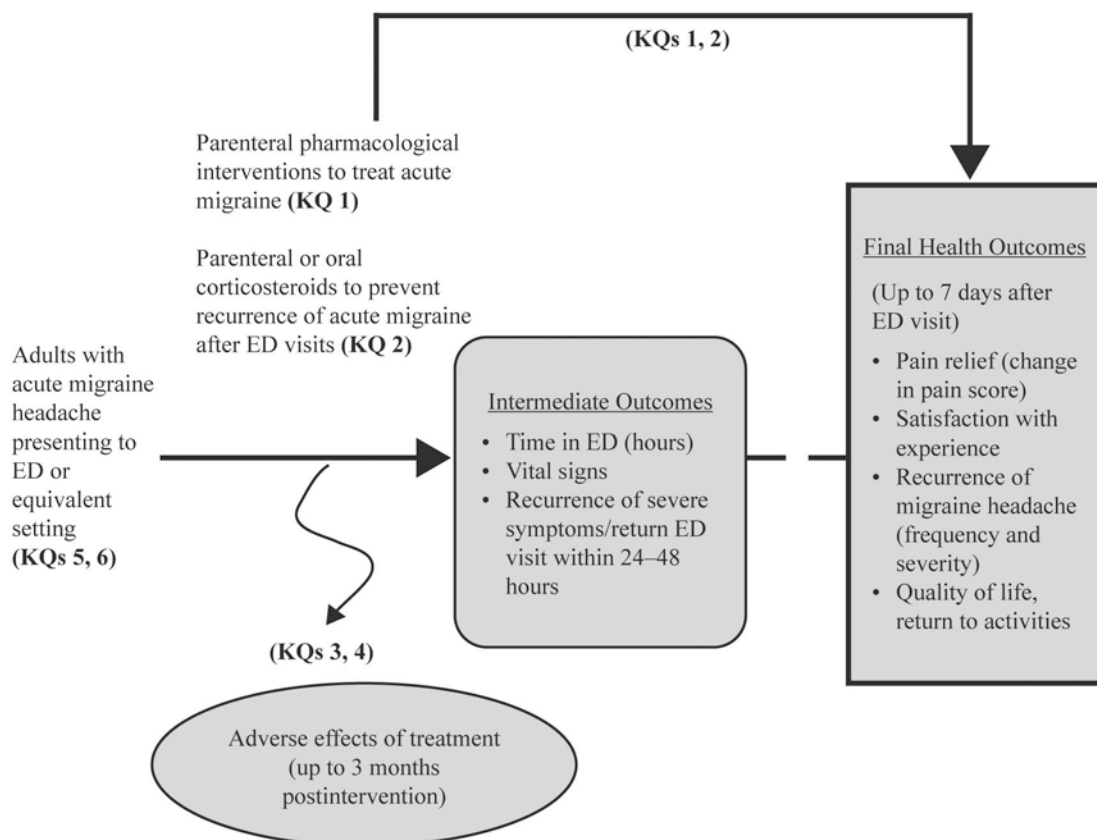 (KQs 1, 2)
Parenteral pharmacological
interventions to treat acute
migraine (KQ 1)
Parenteral or oral
corticosteroids to prevent
recurrence of acute migraine
after ED visits (KQ 2)
Adults with
acute migraine
headache
presenting to
ED or
equivalent
setting
(KQs 5, 6)
Intermediate Outcomes
• Time in ED (hours)
• Vital signs
• Recurrence of severe
symptoms/return ED
visit within 24–48
hours
Final Health Outcomes
(Up to 7 days after
ED visit)
• Pain relief (change
in pain score)
• Satisfaction with
experience
• Recurrence of
migraine headache
(frequency and
severity)
• Quality of life,
return to activities
(KQs 3, 4)
Adverse effects of treatment
(up to 3 months
postintervention)